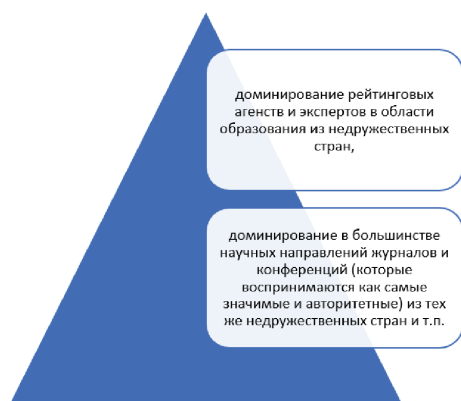 доминирование рейтинговых
агенств и экспертов в области
образования из недружественных
стран,
доминирование в большинстве
научных направлений журналов и
конференций (которые
воспринимаются как самые
значимые и авторитетные) из тех
же недружественных стран и т.п.